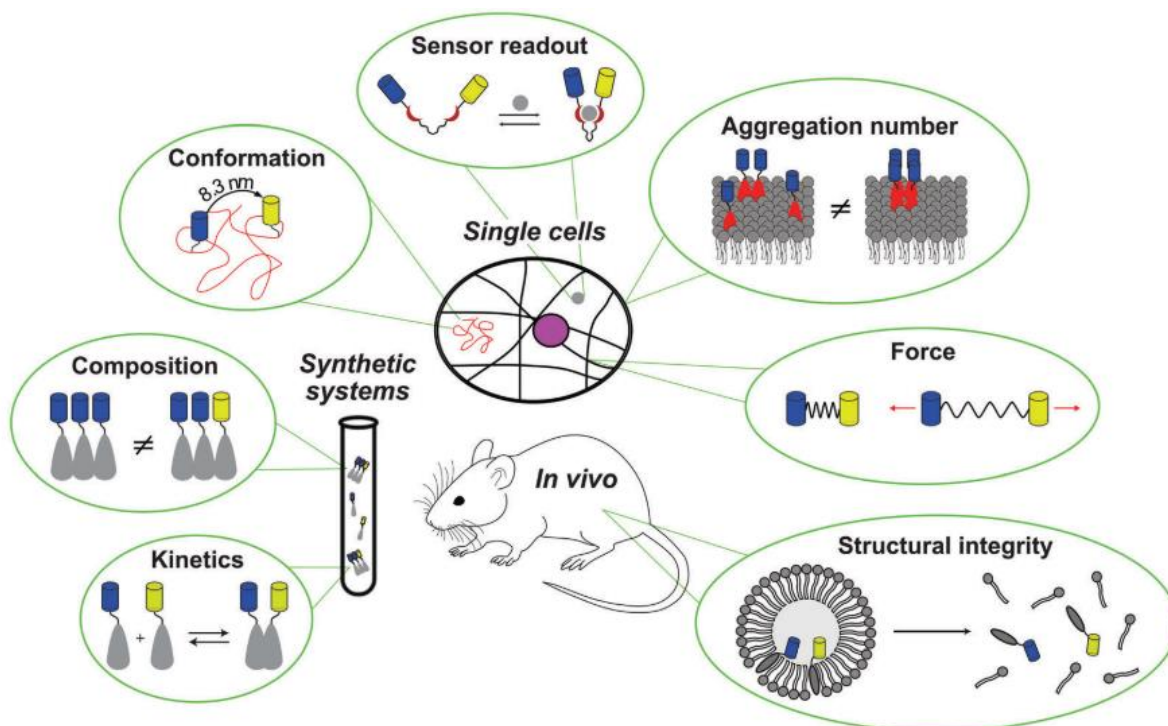 Sensor readout
Aggregation number
≠
Conformation
8.3 nm
Single cells
Composition
≠
Synthetic
systems
Force
Kinetics
+
In vivo
Structural integrity